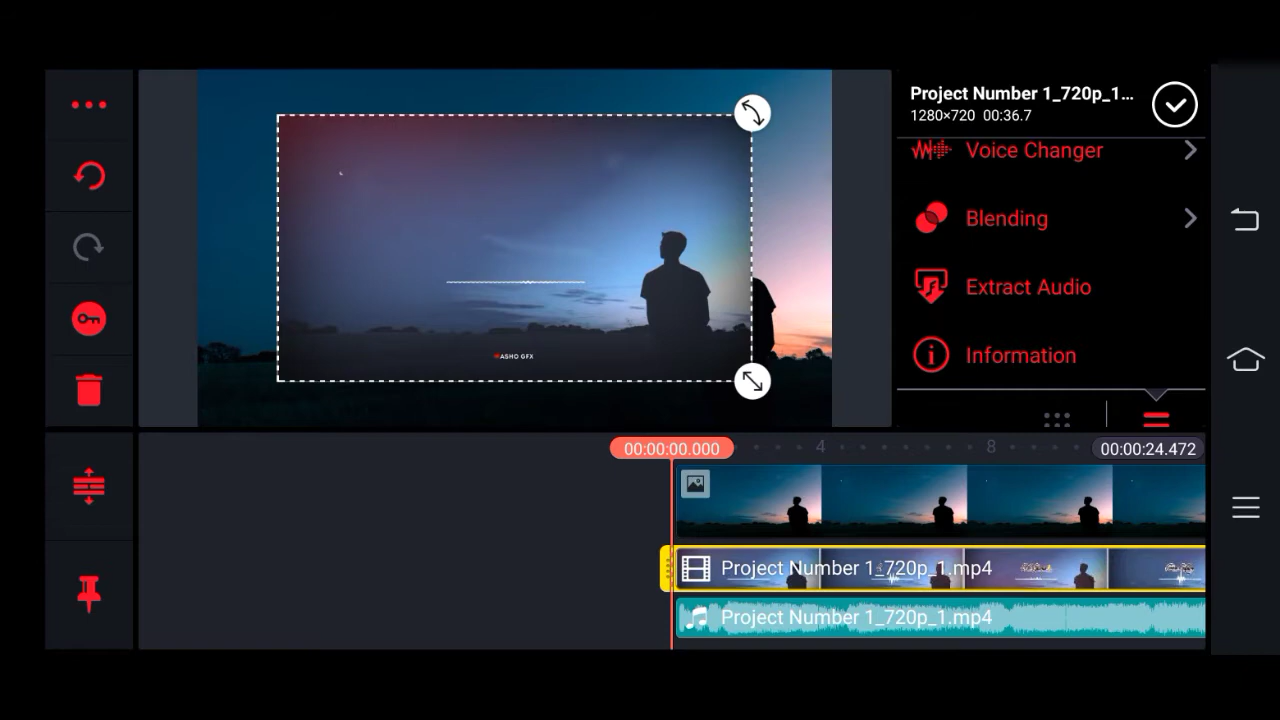 Project Number 1_720p_1...
1280×720 00:36.7
Voice Changer
Blending
Extract Audio
Information
ASHO GFX
00:00:00.000
4
8
00:00:24.472
Project Number 1_720p_1.mp4
Project Number 1_720p_1.mp4